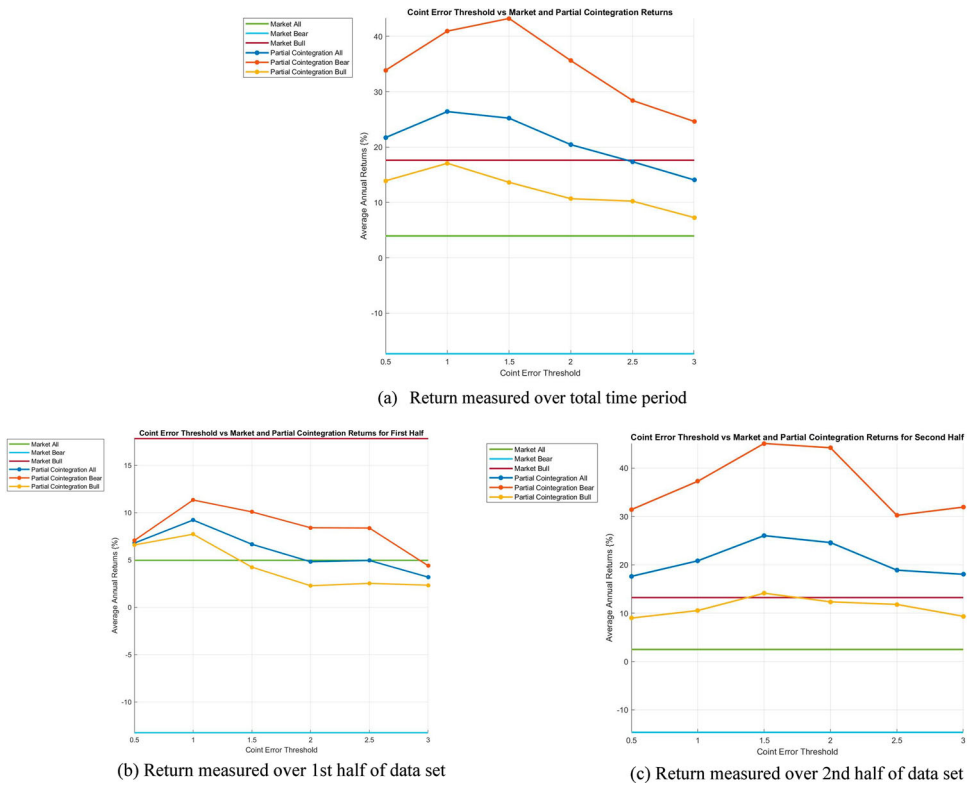 Coint Error Threshold vs Market and Partial Cointegration Returns
Market All
Market Bear
Market Bull
Partial Cointegration All
Partial Cointegration Bear
Partial Cointegration Bull
Average Annual Returns (%)
40
30
20
10
0
-10
0.5 1 1.5 2 2.5 3
Coint Error Threshold
(a) Return measured over total time period
Coint Error Threshold vs Market and Partial Cointegration Returns for First Half
Market All
Market Bear
Market Bull
Partial Cointegration All
Partial Cointegration Bear
Partial Cointegration Bull
Average Annual Returns (%)
15
10
5
0
-5
-10
0.5 1 1.5 2 2.5 3
Coint Error Threshold
(b) Return measured over 1st half of data set
Coint Error Threshold vs Market and Partial Cointegration Returns for Second Half
Market All
Market Bear
Market Bull
Partial Cointegration All
Partial Cointegration Bear
Partial Cointegration Bull
Average Annual Returns (%)
40
30
20
10
0
-10
0.5 1 1.5 2 2.5 3
Coint Error Threshold
(c) Return measured over 2nd half of data set